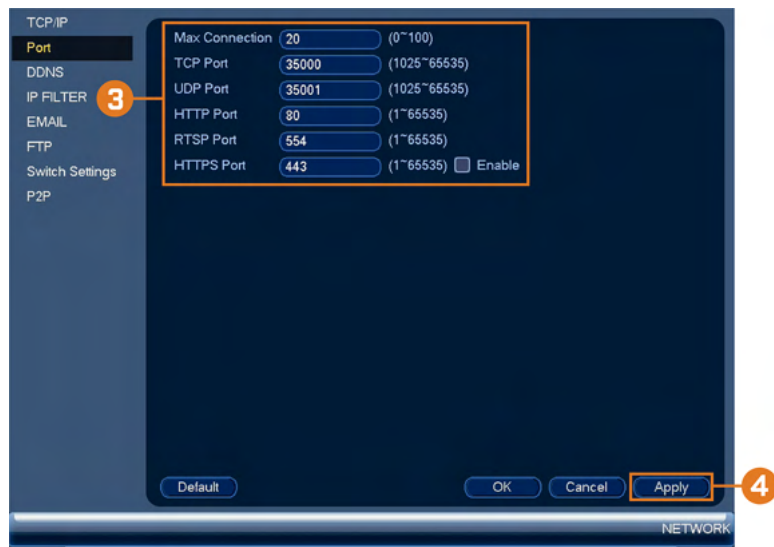 TCP/IP
Port
DDNS
IP FILTER
EMAIL
FTP
Switch Settings
P2P
3
Max Connection 20 (0~100)
TCP Port 35000 (1025~65535)
UDP Port 35001 (1025~65535)
HTTP Port 80 (1~65535)
RTSP Port 554 (1~65535)
HTTPS Port 443 (1~65535) Enable
Default OK Cancel Apply
4
NETWORK